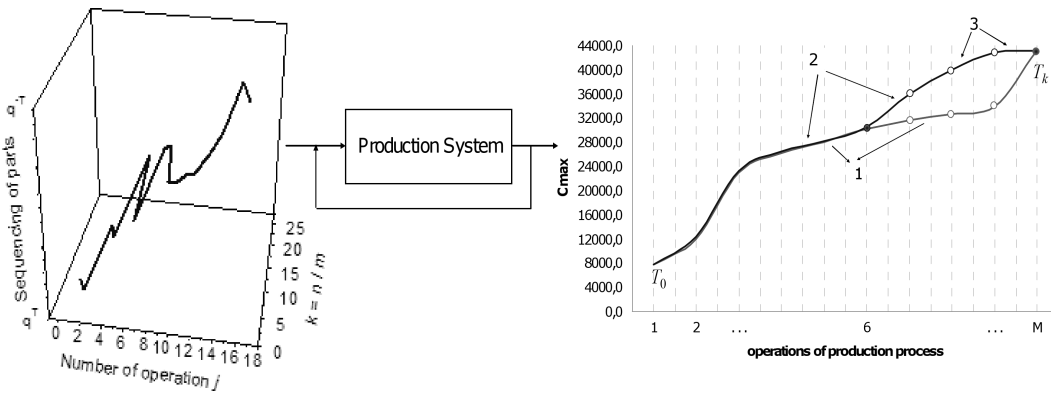 Sequencing of parts
q⁻ᵀ
qᵀ
0 2 4 6 8 10 12 14 16 18
Number of operation j
0
5
10
15
20
25
k = n / m
Production System
Cmax
44000,0
40000,0
36000,0
32000,0
28000,0
24000,0
20000,0
16000,0
12000,0
8000,0
4000,0
0,0
1 2 ... 6 ... M
operations of production process
T0
Tk
1
2
3